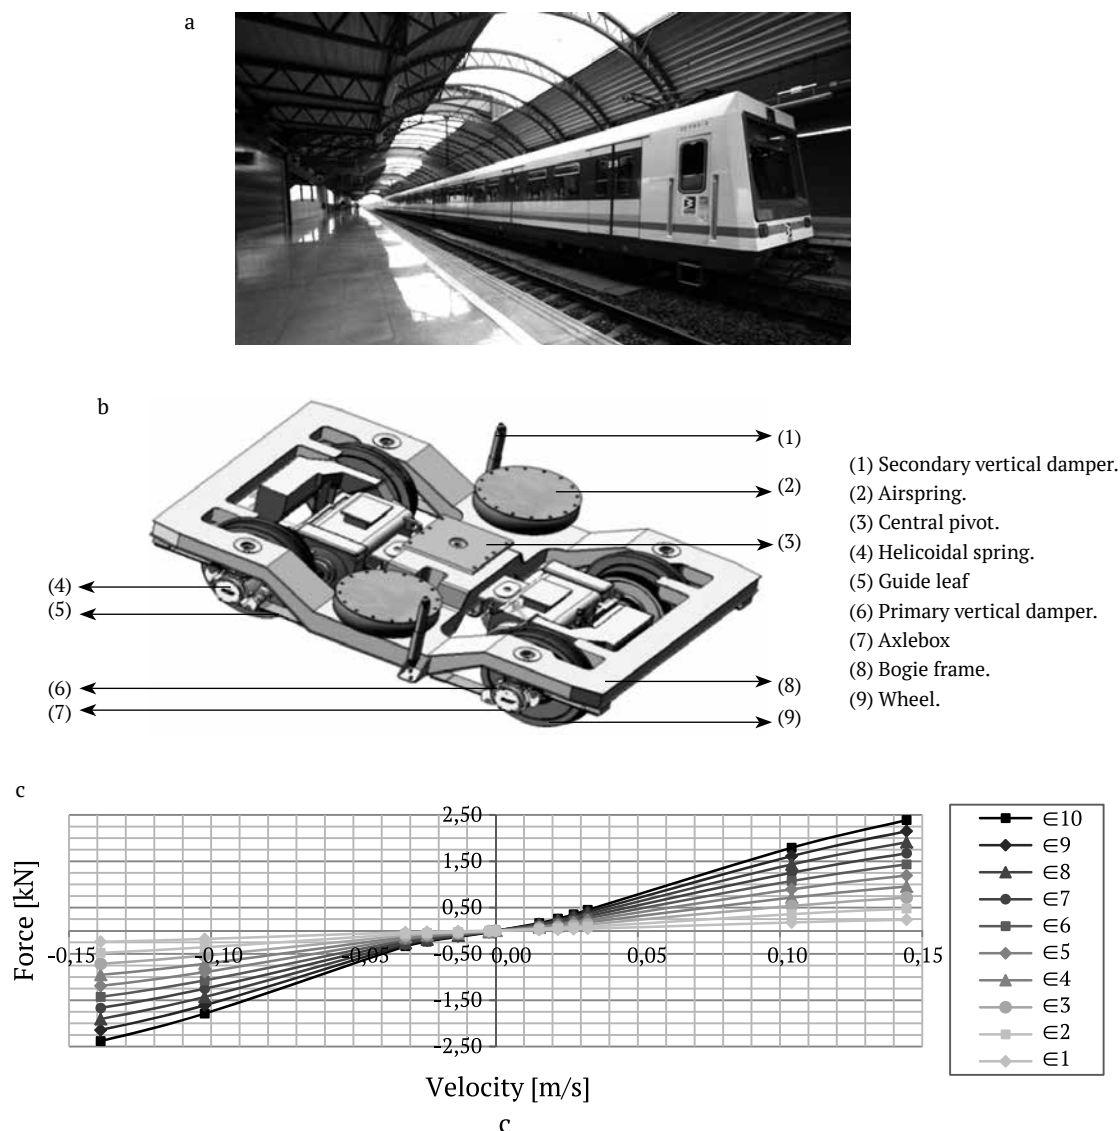 a
b
(1)
(2)
(3)
(4)
(5)
(6)
(7)
(8)
(9)
(1) Secondary vertical damper.
(2) Airspring.
(3) Central pivot.
(4) Helicoidal spring.
(5) Guide leaf
(6) Primary vertical damper.
(7) Axlebox
(8) Bogie frame.
(9) Wheel.
c
Force [kN]
2,50
1,50
0,50
-0,50
-1,50
-2,50
-0,15
-0,10
-0,05
0,00
0,05
0,10
0,15
Velocity [m/s]
∈10
∈9
∈8
∈7
∈6
∈5
∈4
∈3
∈2
∈1
c